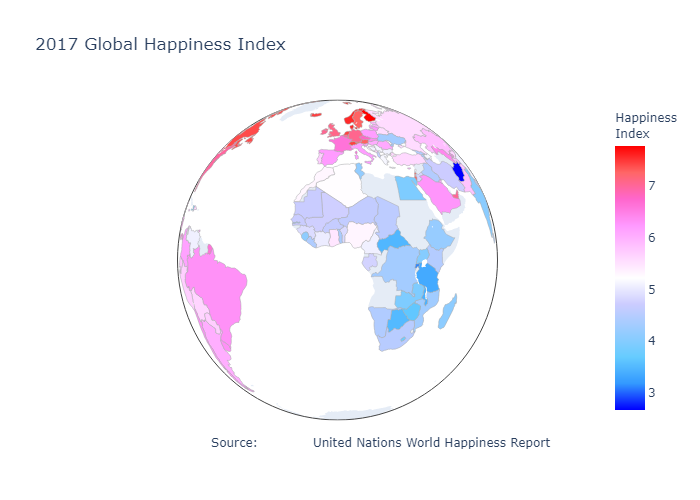 2017 Global Happiness Index
Happiness
Index
7
6
5
4
3
Source: United Nations World Happiness Report